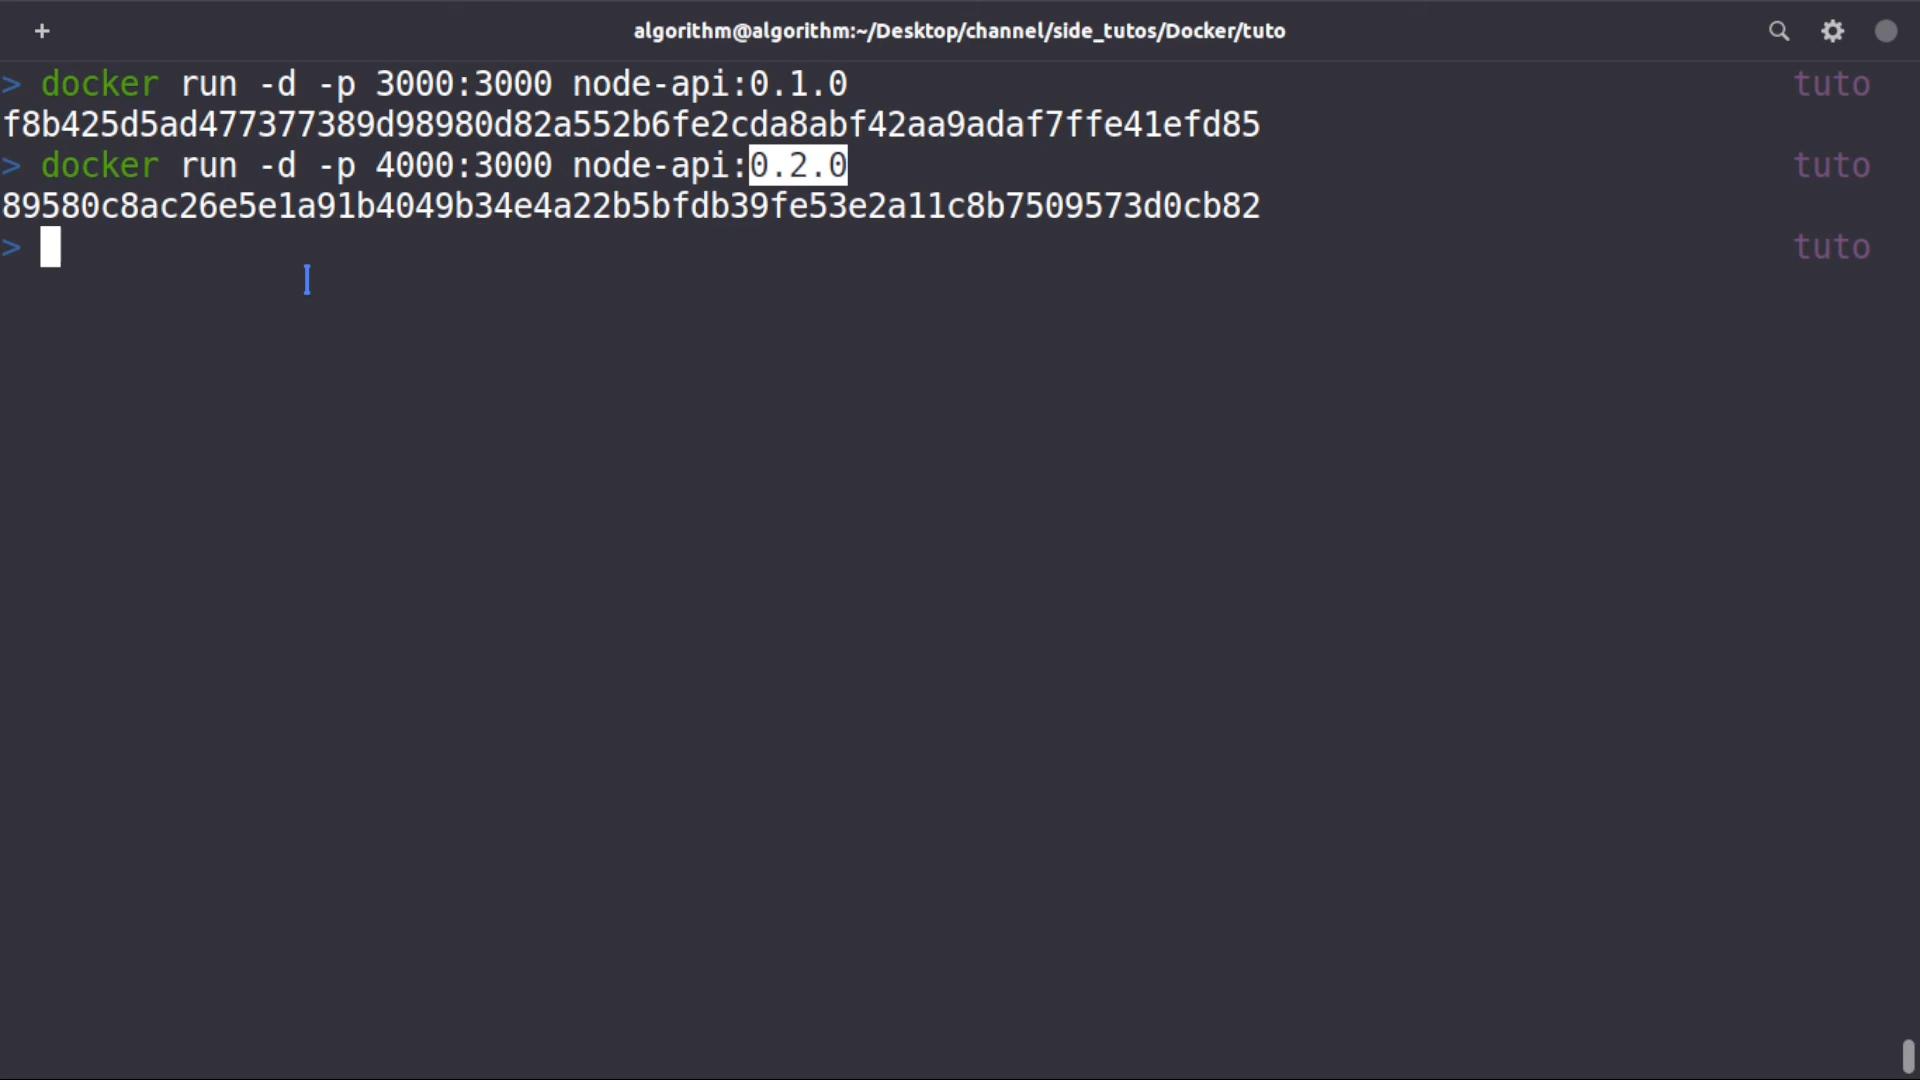 + algorithm@algorithm:~/Desktop/channel/side_tutos/Docker/tuto
> docker run -d -p 3000:3000 node-api:0.1.0 tuto
f8b425d5ad477377389d98980d82a552b6fe2cda8abf42aa9adaf7ffe41efd85
> docker run -d -p 4000:3000 node-api:0.2.0 tuto
89580c8ac26e5e1a91b4049b34e4a22b5bfdb39fe53e2a11c8b7509573d0cb82
> tuto